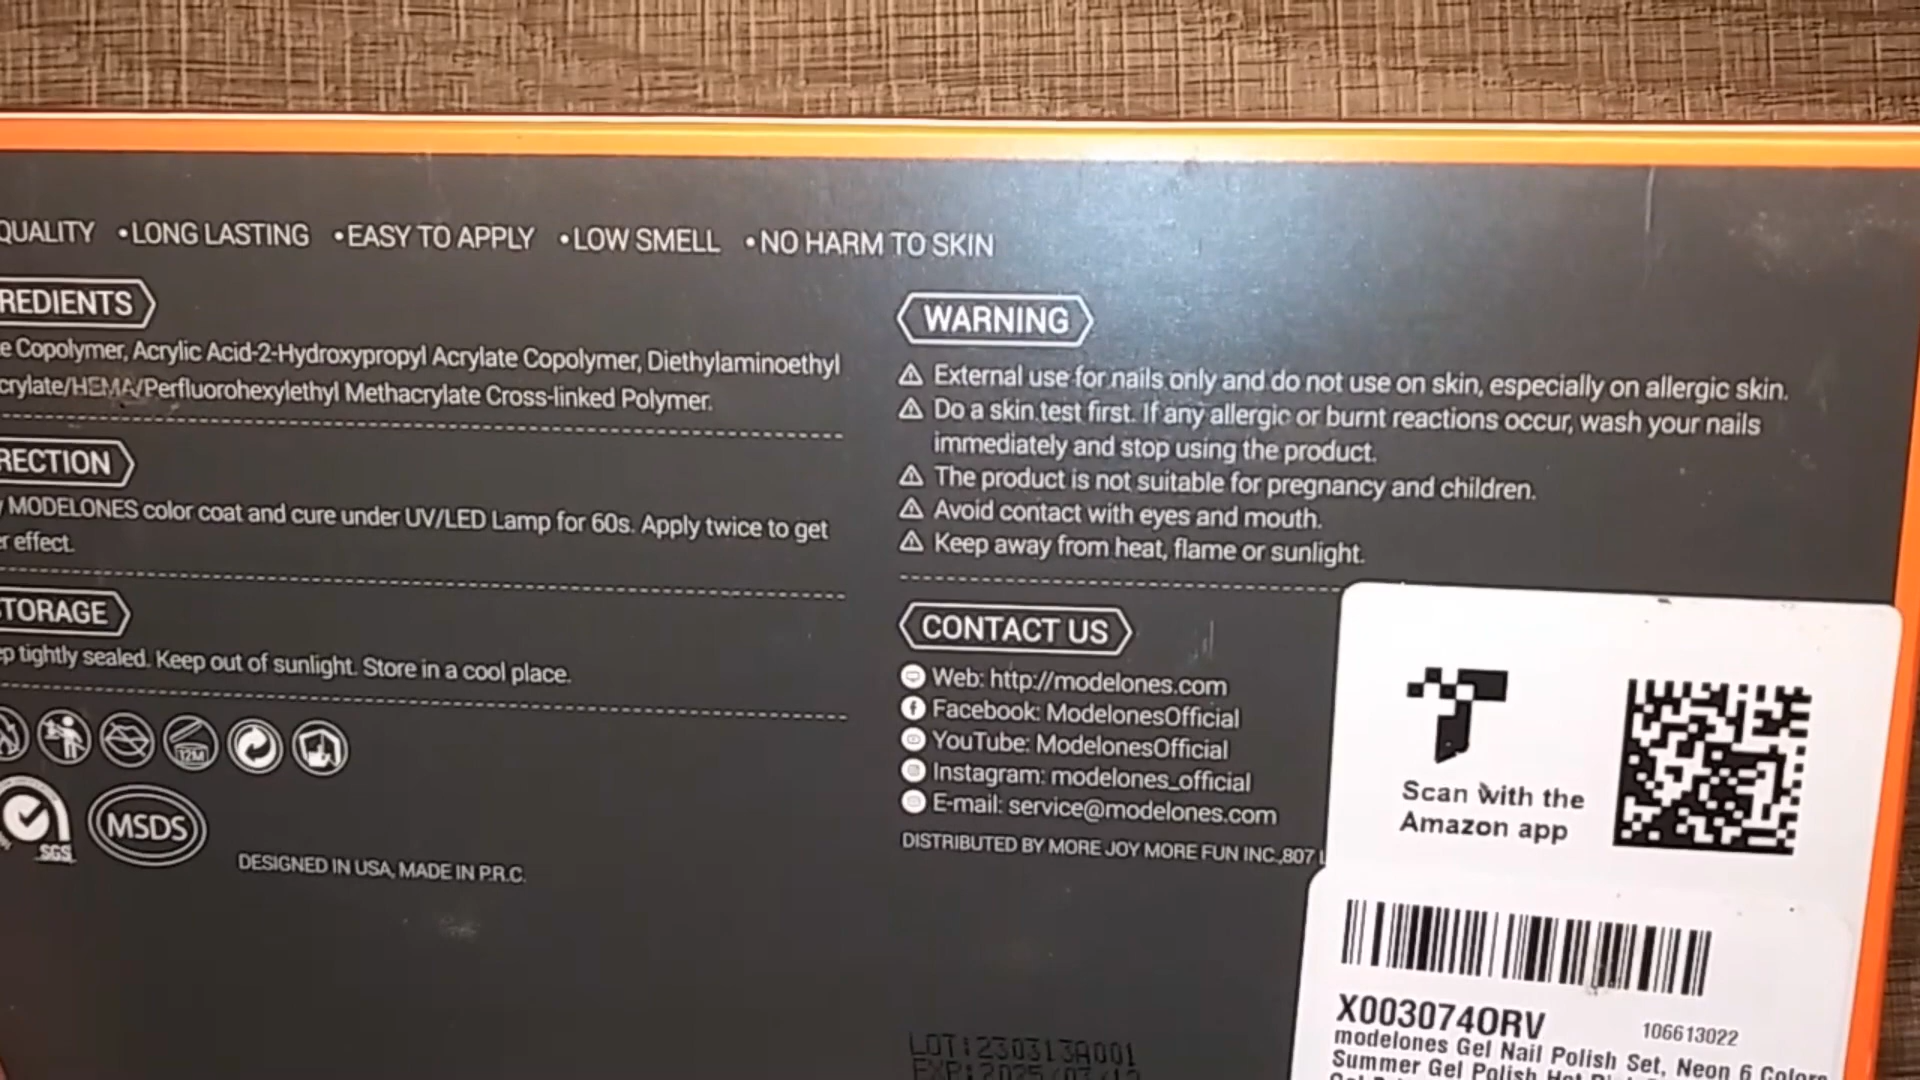 QUALITY •LONG LASTING •EASY TO APPLY •LOW SMELL •NO HARM TO SKIN
REDIENTS
e Copolymer, Acrylic Acid-2-Hydroxypropyl Acrylate Copolymer, Diethylaminoethyl
crylate/HEMA/Perfluorohexylethyl Methacrylate Cross-linked Polymer.
RECTION
MODELONES color coat and cure under UV/LED Lamp for 60s. Apply twice to get
r effect.
TORAGE
p tightly sealed. Keep out of sunlight. Store in a cool place.
12M
SGS
MSDS
DESIGNED IN USA, MADE IN P.R.C.
WARNING
External use for nails only and do not use on skin, especially on allergic skin.
Do a skin test first. If any allergic or burnt reactions occur, wash your nails
immediately and stop using the product.
The product is not suitable for pregnancy and children.
Avoid contact with eyes and mouth.
Keep away from heat, flame or sunlight.
CONTACT US
Web: http://modelones.com
Facebook: ModelonesOfficial
YouTube: ModelonesOfficial
Instagram: modelones_official
E-mail: service@modelones.com
DISTRIBUTED BY MORE JOY MORE FUN INC.,807
LOT:230313A001
Scan with the
Amazon app
X003074ORV
106613022
modelones Gel Nail Polish Set, Neon 6 Colors
Summer Gel Polish